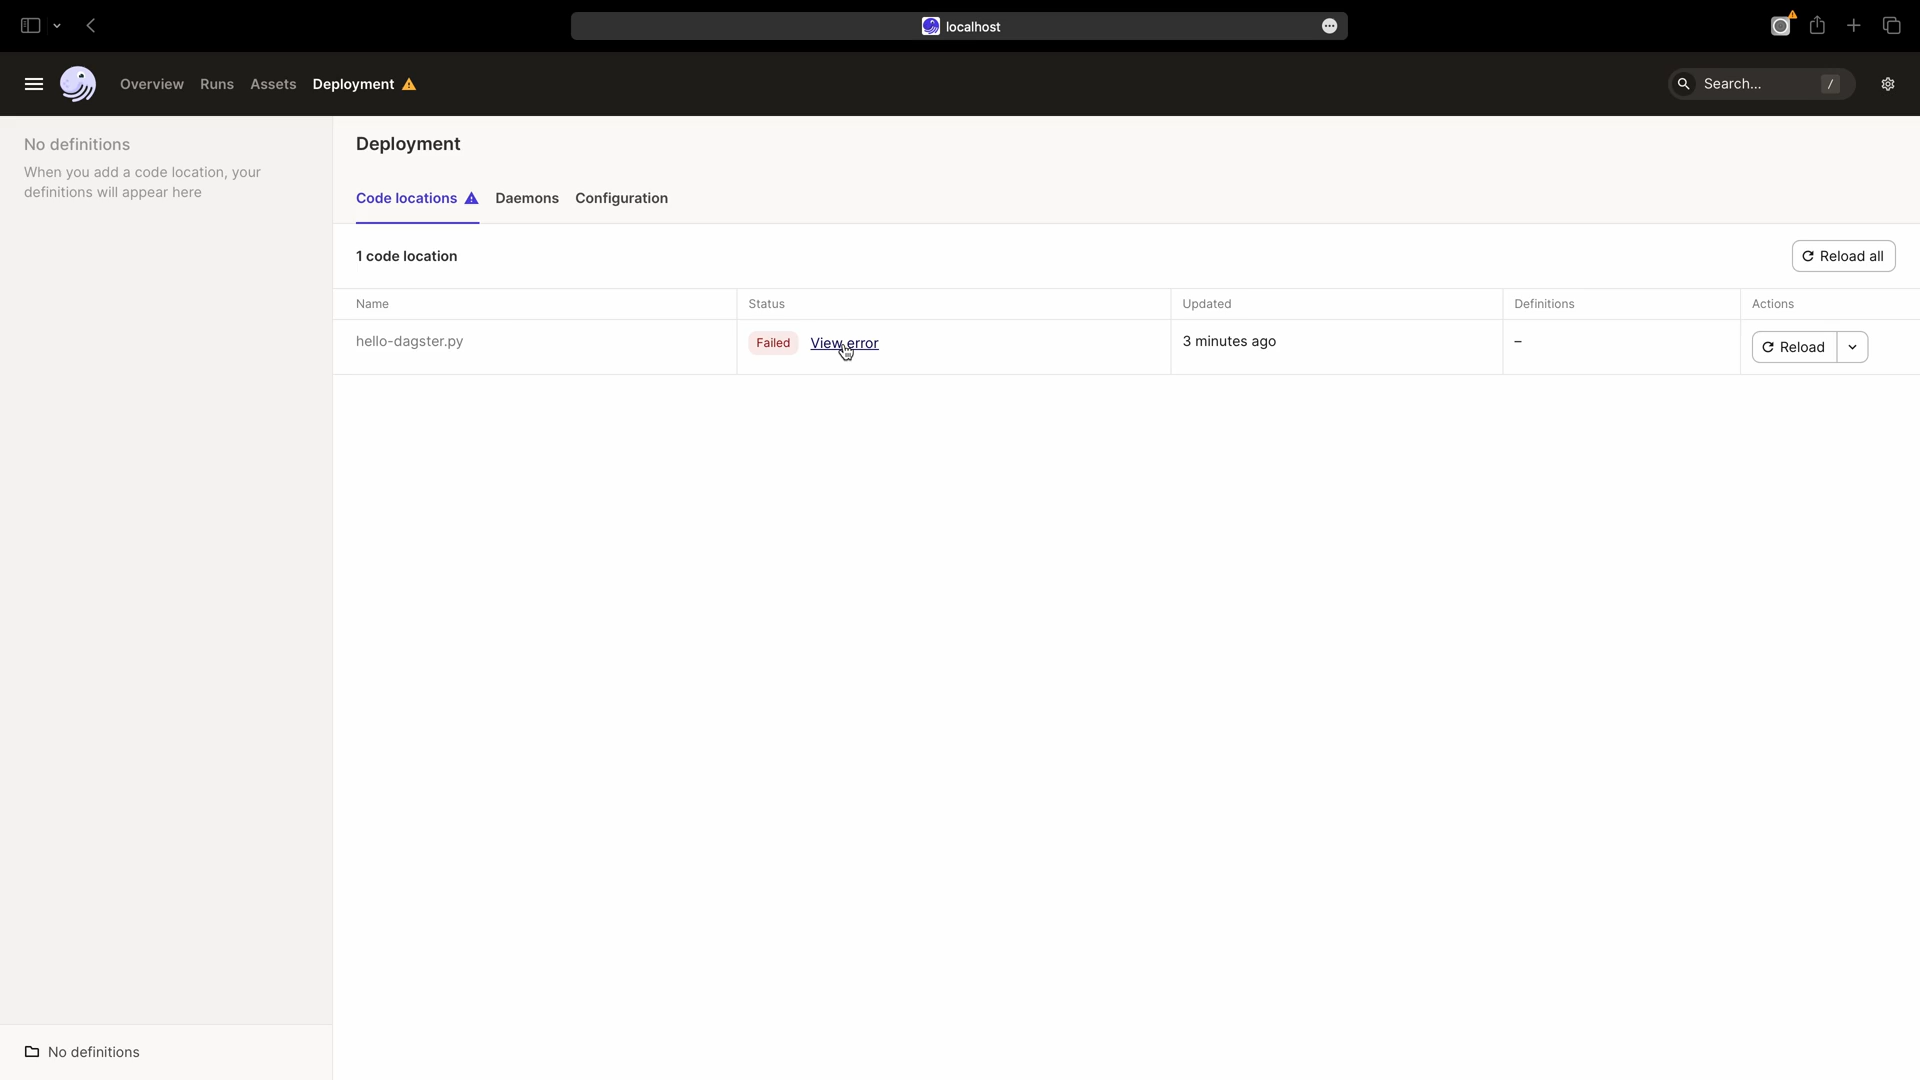 localhost
Overview Runs Assets Deployment
Search... /
No definitions
When you add a code location, your
definitions will appear here
Deployment
Code locations Daemons Configuration
1 code location
Reload all
Name Status Updated Definitions Actions
hello-dagster.py Failed View error 3 minutes ago – Reload
No definitions